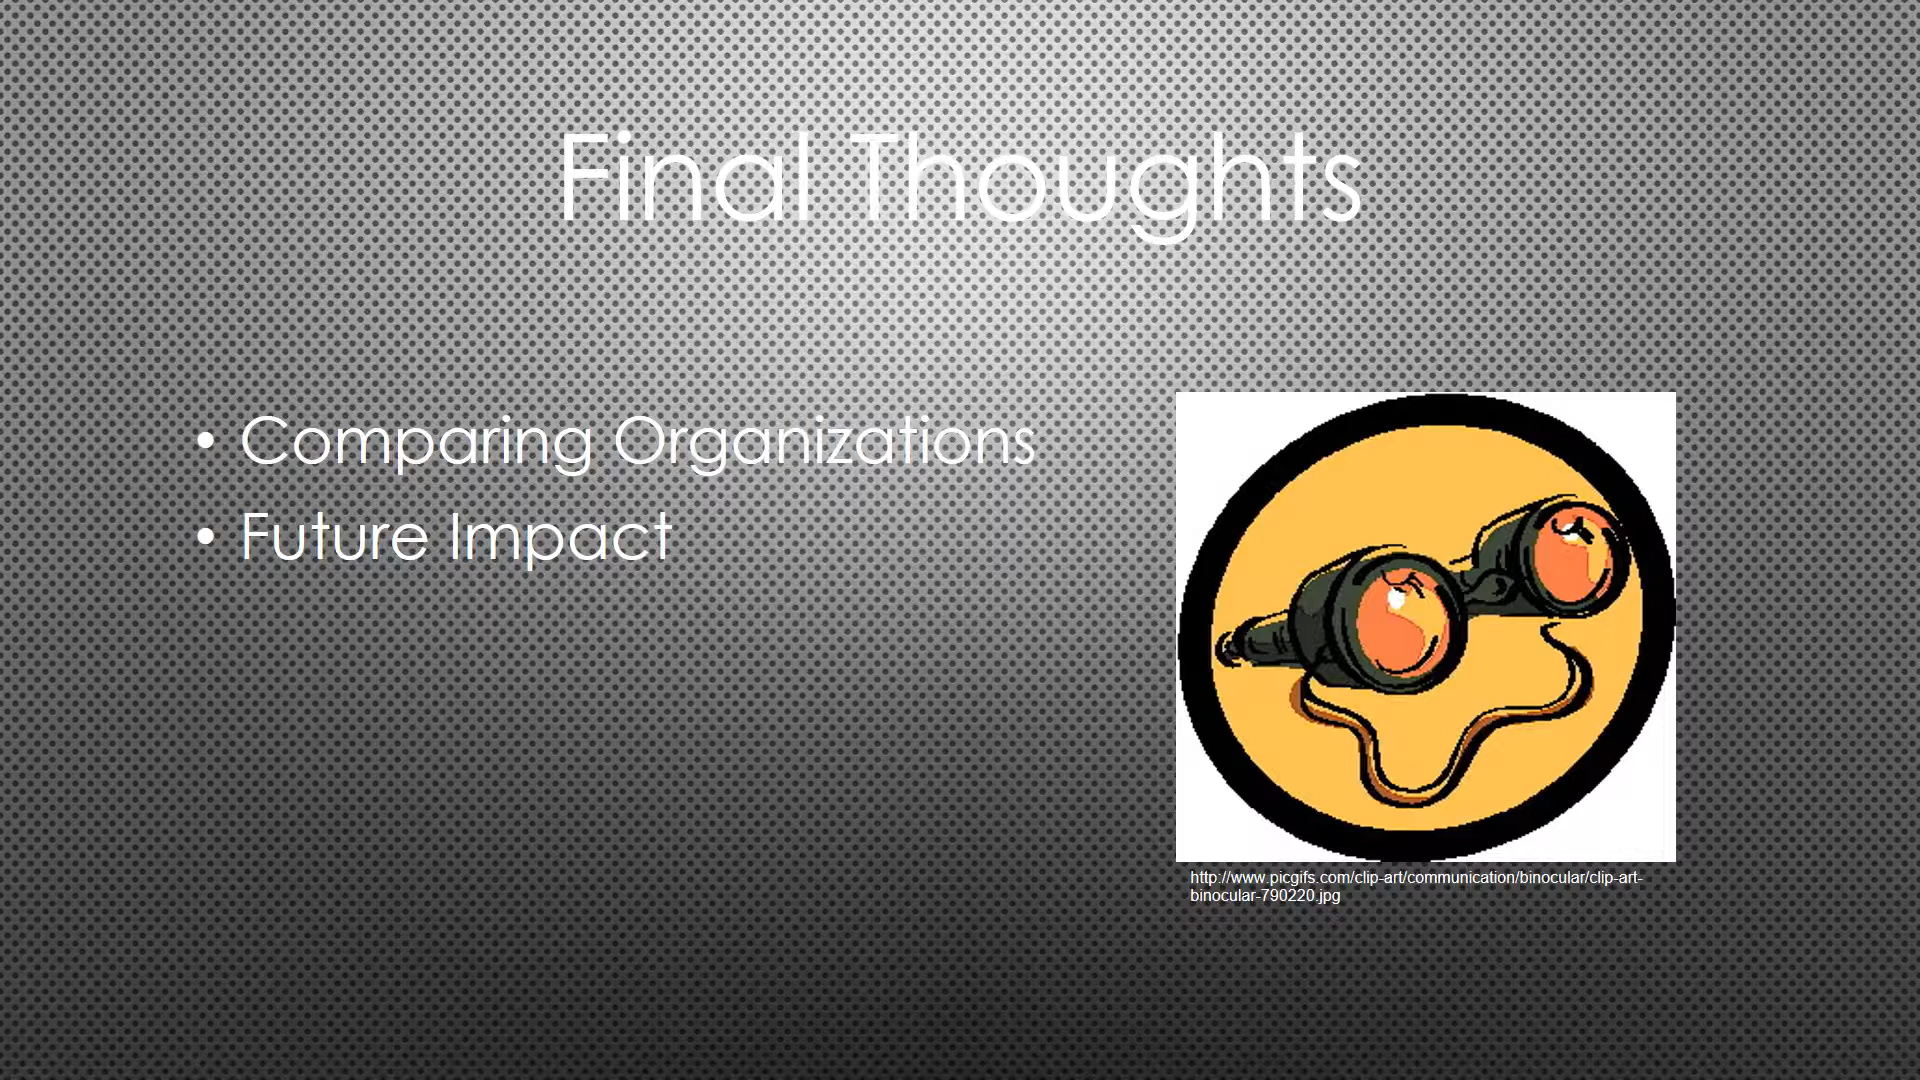 Final Thoughts
• Comparing Organizations
• Future Impact
http://www.picgifs.com/clip-art/communication/binocular/clip-art-
binocular-790220.jpg